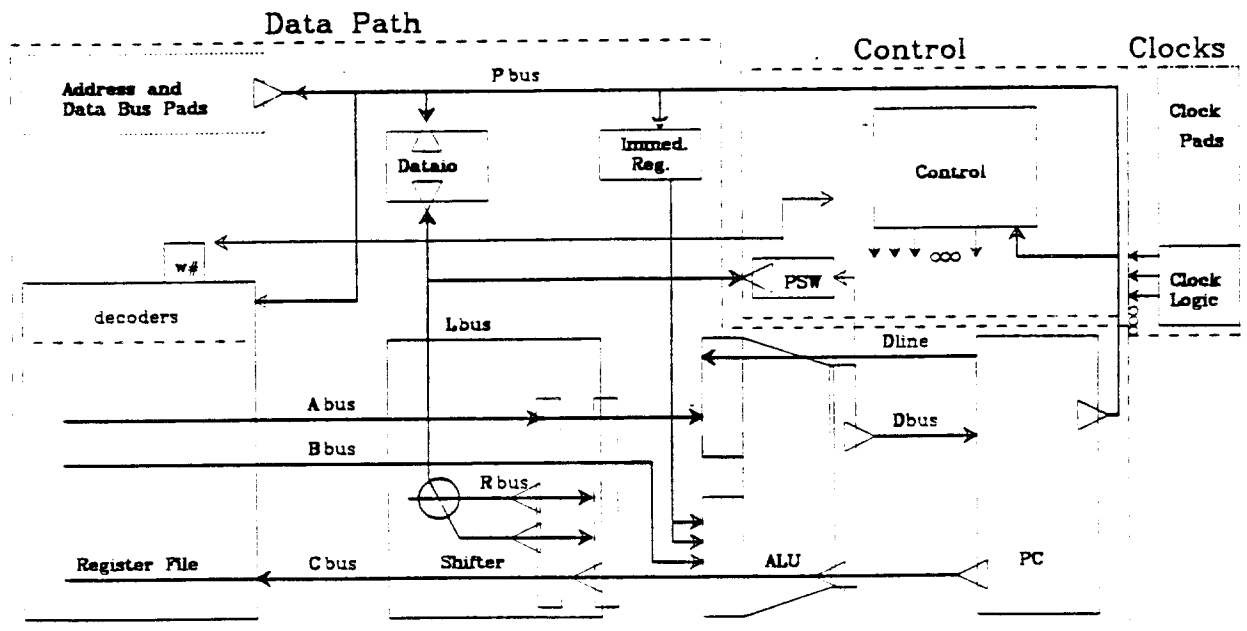 Data Path
Control
Clocks
P bus
Address and
Data Bus Pads
Clock
Pads
Immed.
Reg.
Dataio
Control
w#
PSW
Clock
Logic
decoders
L bus
Dline
A bus
Dbus
B bus
R bus
Register File
C bus
Shifter
ALU
PC